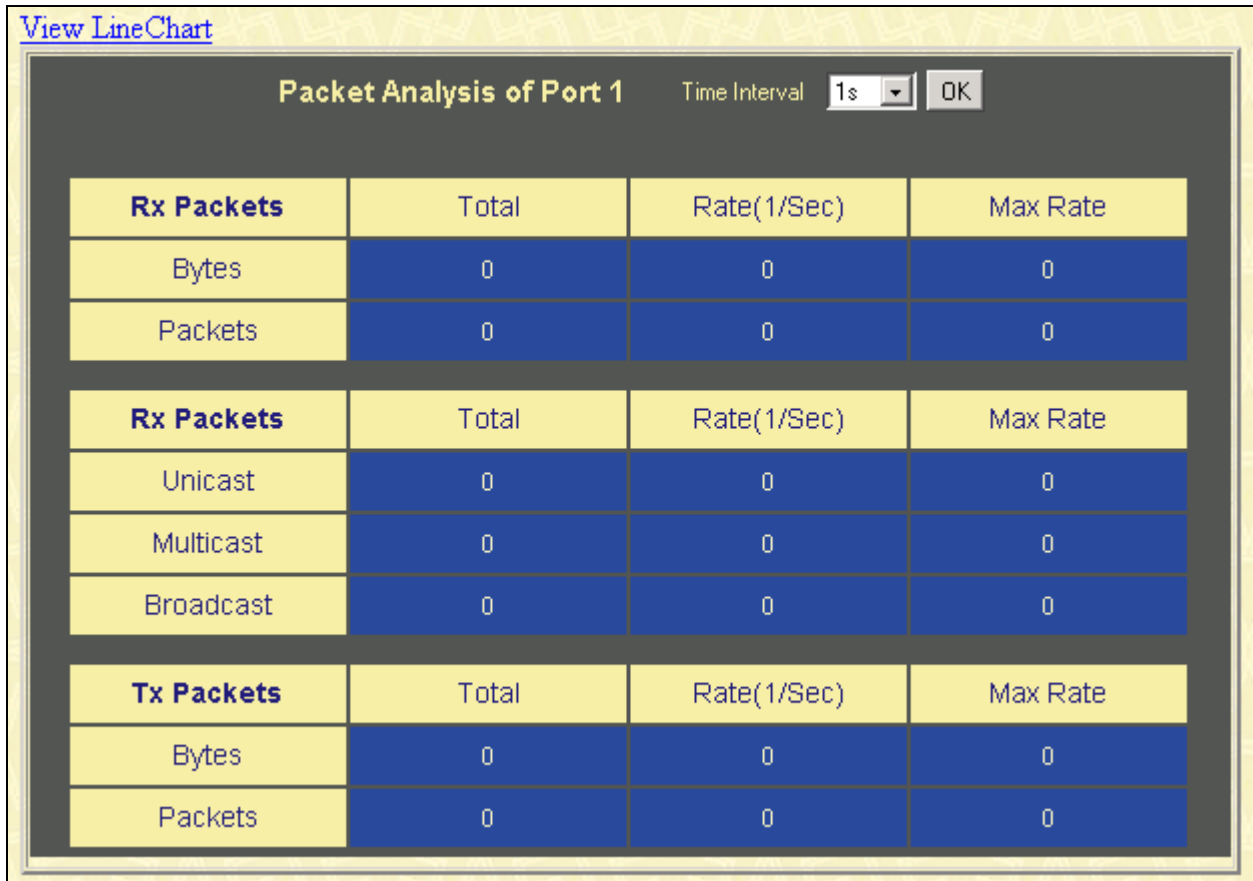 View LineChart
Packet Analysis of Port 1 Time Interval 1s OK
Rx Packets Total Rate(1/Sec) Max Rate
Bytes 0 0 0
Packets 0 0 0
Rx Packets Total Rate(1/Sec) Max Rate
Unicast 0 0 0
Multicast 0 0 0
Broadcast 0 0 0
Tx Packets Total Rate(1/Sec) Max Rate
Bytes 0 0 0
Packets 0 0 0